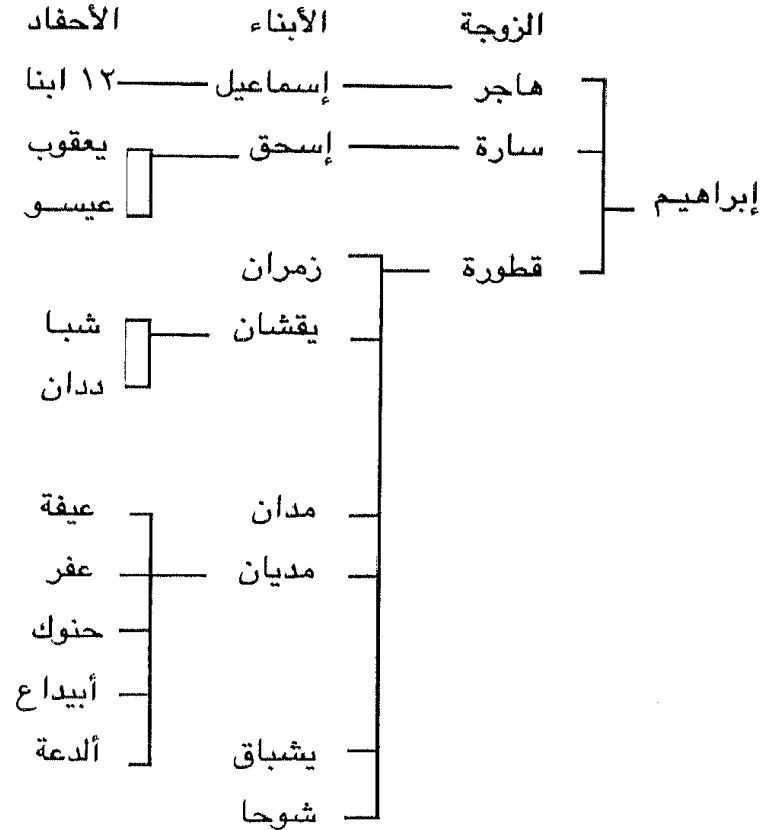 الزوجة الأبناء الأحفاد
هاجر إسماعيل ١٢ ابنا
سارة إسحق يعقوب
إبراهيم عيسو
قطورة زمران
يقشان شبا
ددان
مدان عيفة
مديان عفر
حنوك
أبيداع
يشباق ألدعة
شوحا